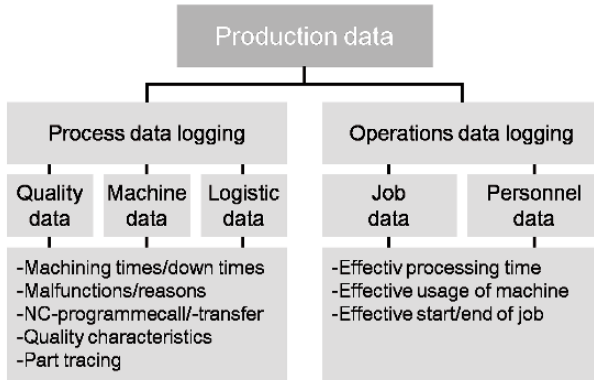 Production data
Process data logging
Operations data logging
Quality
data
Machine
data
Logistic
data
Job
data
Personnel
data
-Machining times/down times
-Malfunctions/reasons
-NC-programmecall/-transfer
-Quality characteristics
-Part tracing
-Effectiv processing time
-Effective usage of machine
-Effective start/end of job